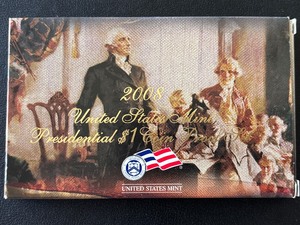 2008
United States Mint
Presidential $1 Coin Proof Set
UNITED STATES MINT